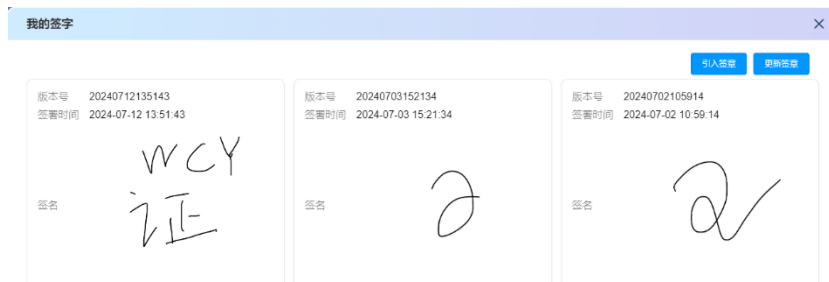 我的签字
引入签章 更新签章
版本号 20240712135143
签署时间 2024-07-12 13:51:43
签名
WCY
证
版本号 20240703152134
签署时间 2024-07-03 15:21:34
签名
版本号 20240702105914
签署时间 2024-07-02 10:59:14
签名